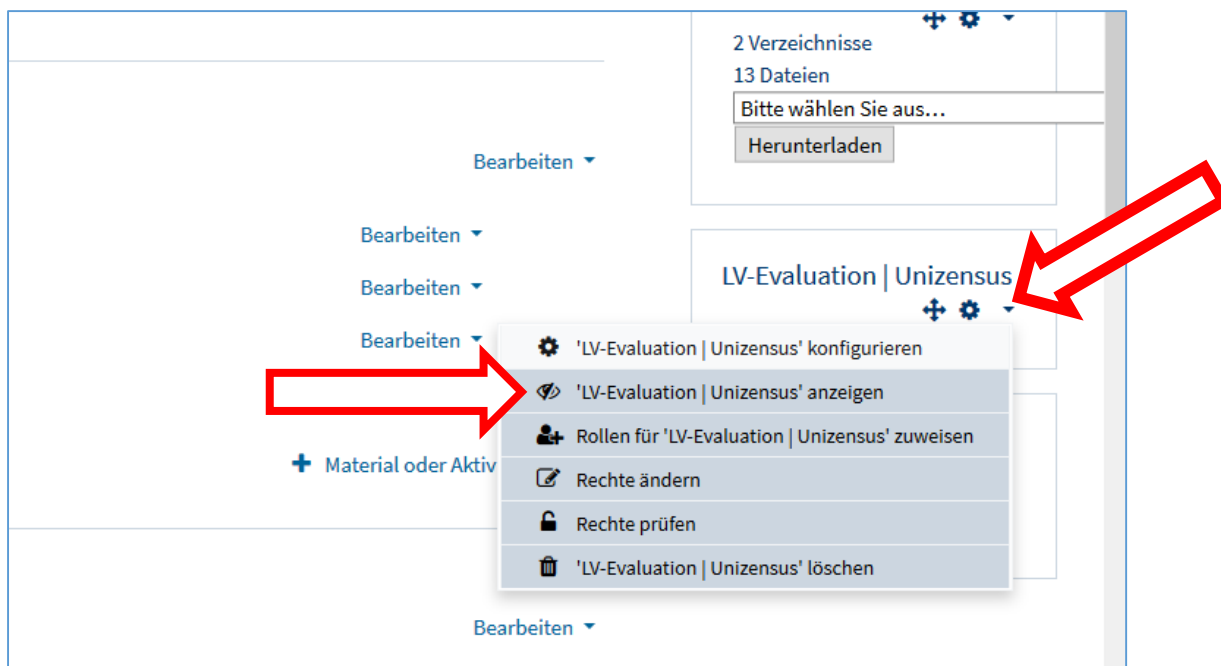 2 Verzeichnisse
13 Dateien
Bitte wählen Sie aus...
Herunterladen
Bearbeiten
Bearbeiten
LV-Evaluation | Unizensus
Bearbeiten
Bearbeiten
'LV-Evaluation | Unizensus' konfigurieren
'LV-Evaluation | Unizensus' anzeigen
Rollen für 'LV-Evaluation | Unizensus' zuweisen
Material oder Aktiv
Rechte ändern
Rechte prüfen
'LV-Evaluation | Unizensus' löschen
Bearbeiten